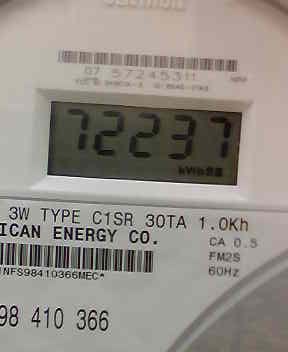 07 57245311
72237
kWh
3W TYPE C1SR 30TA 1.0Kh
ICAN ENERGY CO.
CA 0.5
FM2S
60Hz
INFS98410366MEC*
98 410 366